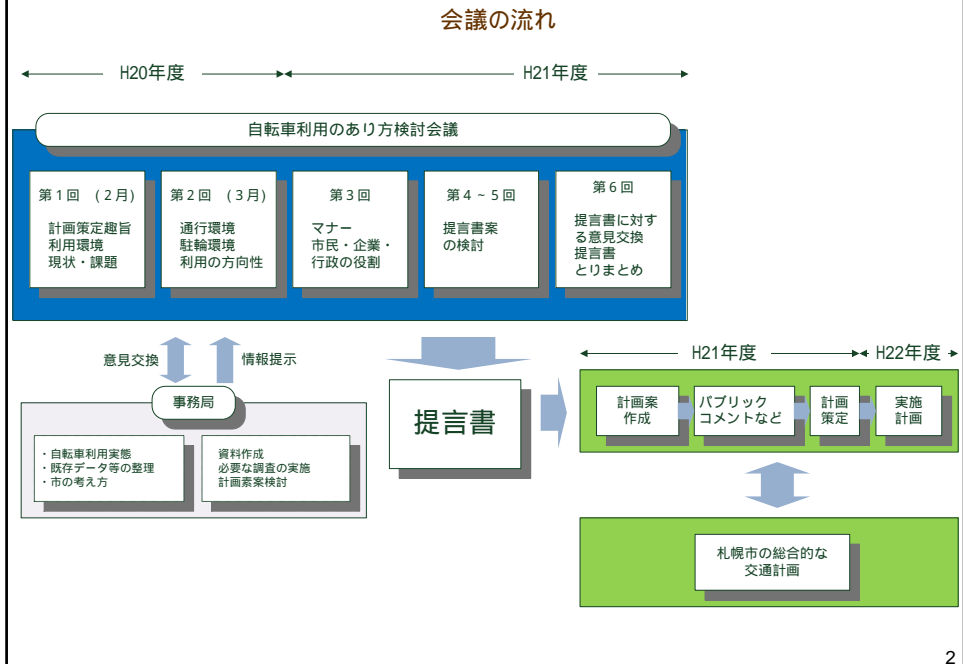 会議の流れ
H20年度
H21年度
自転車利用のあり方検討会議
第１回　(２月)
計画策定趣旨
利用環境
現状・課題
第２回　(３月)
通行環境
駐輪環境
利用の方向性
第３回
マナー
市民・企業・
行政の役割
第４～５回
提言書案
の検討
第６回
提言書に対す
る意見交換
提言書
とりまとめ
意見交換
情報提示
事務局
・自転車利用実態
・既存データ等の整理
・市の考え方
資料作成
必要な調査の実施
計画素案検討
提言書
H21年度
H22年度
計画案
作成
パブリック
コメントなど
計画
策定
実施
計画
札幌市の総合的な
交通計画
2